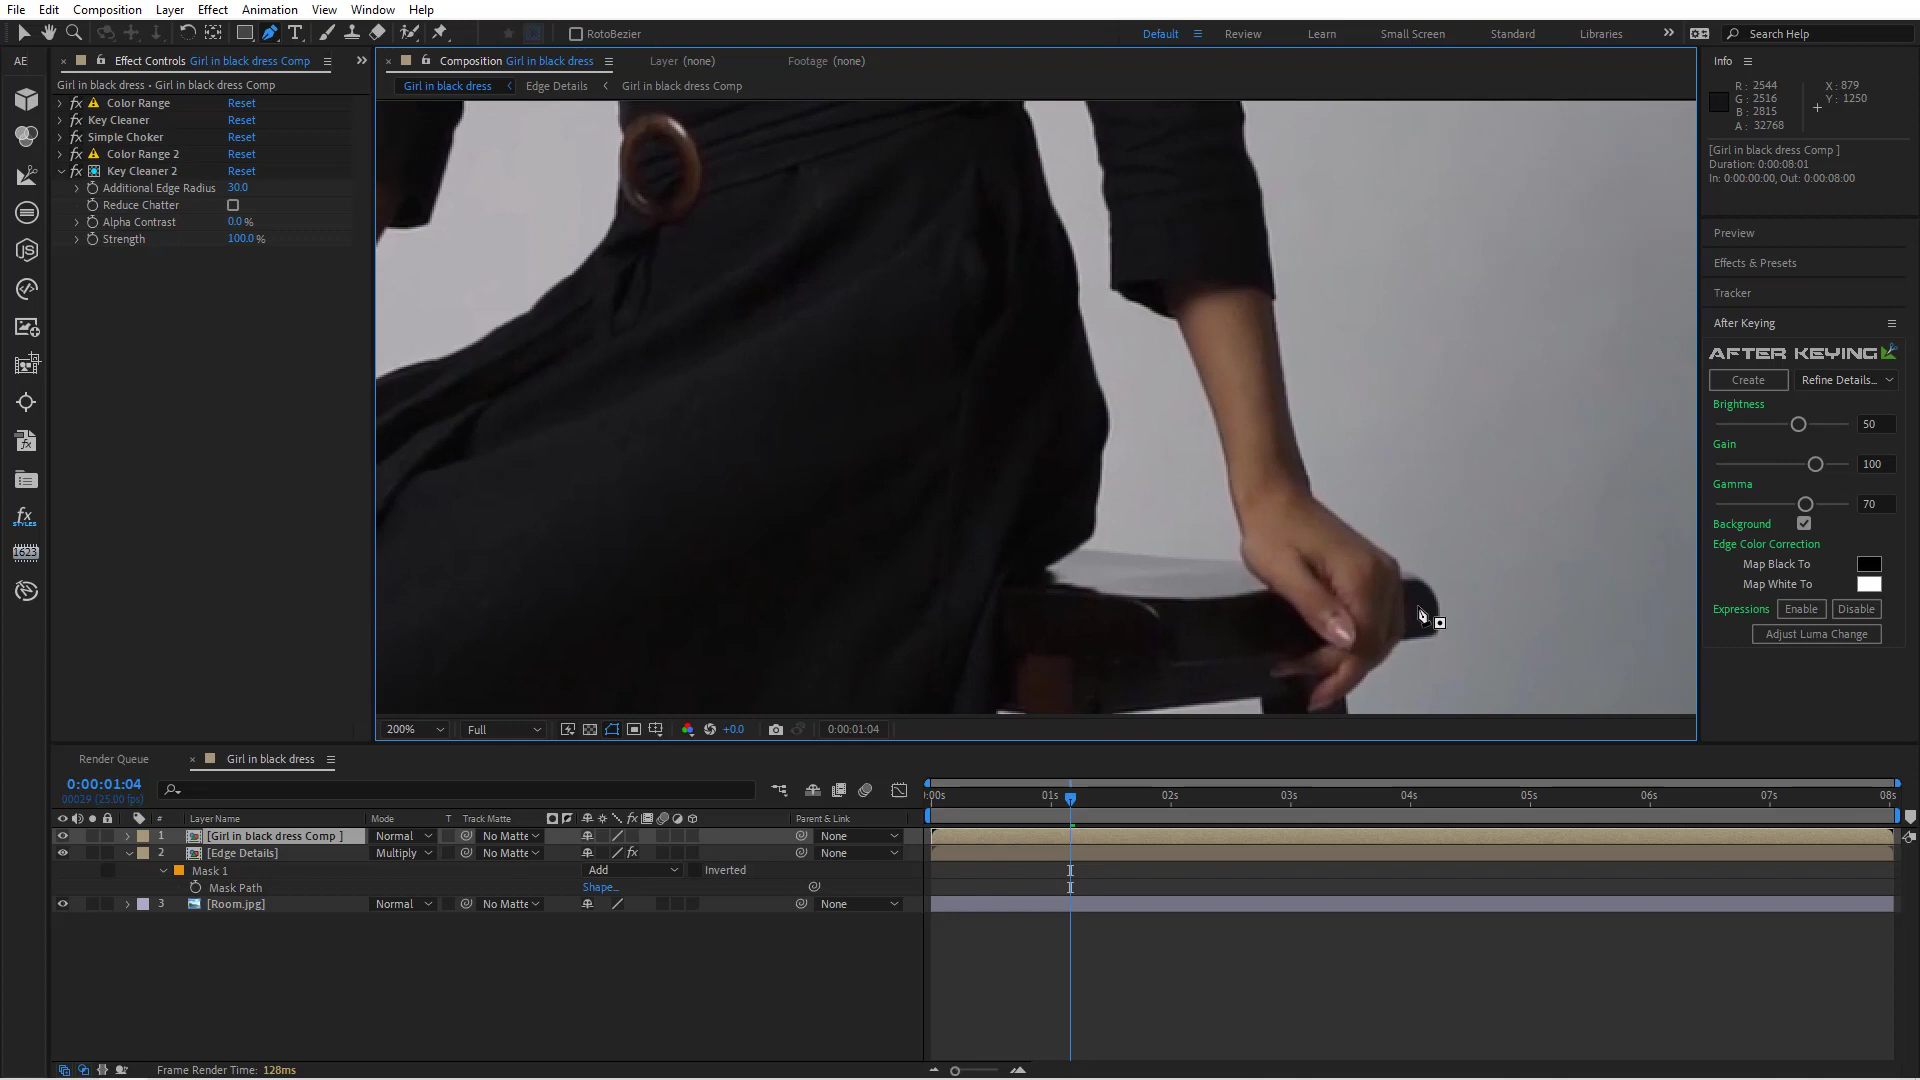 File Edit Composition Layer Effect Animation View Window Help
RotoBezier Default Review Learn Small Screen Standard Libraries Search Help
AE Effect Controls Girl in black dress Comp Composition Girl in black dress Layer (none) Footage (none) Info
Girl in black dress • Girl in black dress Comp Girl in black dress Edge Details Girl in black dress Comp
Color Range Reset
Key Cleaner Reset
Simple Choker Reset
Color Range 2 Reset
Key Cleaner 2 Reset
Additional Edge Radius 30.0
Reduce Chatter
Alpha Contrast 0.0 %
Strength 100.0 %
R : 2544 X : 879
G : 2516 Y : 1250
B : 2815
A : 32768
[Girl in black dress Comp ]
Duration: 0:00:08:01
In: 0:00:00:00, Out: 0:00:08:00
Preview
Effects & Presets
Tracker
After Keying
AFTER KEYING
Create Refine Details...
Brightness
50
Gain
100
Gamma
70
Background
Edge Color Correction
Map Black To
Map White To
Expressions Enable Disable
Adjust Luma Change
fx
STYLES
1623
200% Full +0.0 0:00:01:04
Render Queue Girl in black dress
0:00:01:04
00029 (25.00 fps)
:00s 01s 02s 03s 04s 05s 06s 07s 08s
# Layer Name Mode T Track Matte Parent & Link
1 [Girl in black dress Comp ] Normal No Matte None
2 [Edge Details] Multiply No Matte None
Mask 1 Add Inverted
Mask Path Shape...
3 [Room.jpg] Normal No Matte None
Frame Render Time: 128ms